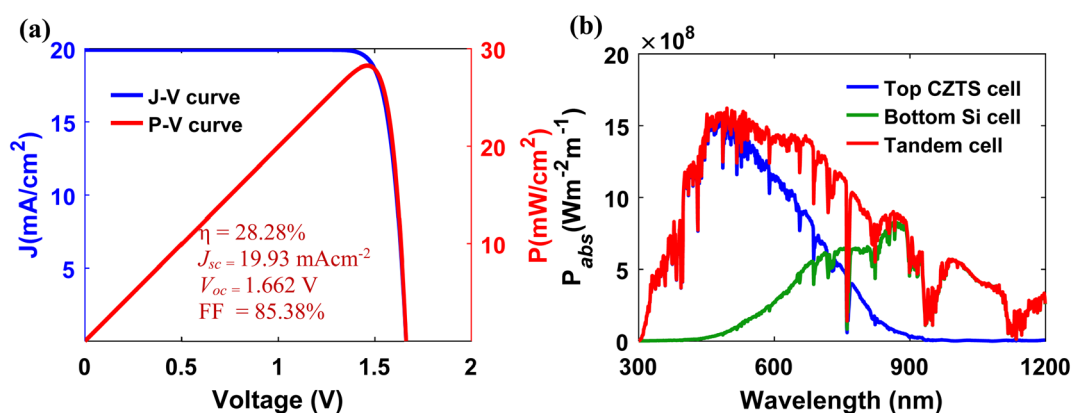 (a)
20
15
10
5
J(mA/cm²)
30
20
10
P(mW/cm²)
J-V curve
P-V curve
η = 28.28%
Jsc = 19.93 mAcm⁻²
Voc = 1.662 V
FF = 85.38%
0 0.5 1 1.5 2
Voltage (V)
(b)
×10⁸
20
15
10
5
0
Pabs(Wm⁻²m⁻¹)
Top CZTS cell
Bottom Si cell
Tandem cell
300 600 900 1200
Wavelength (nm)